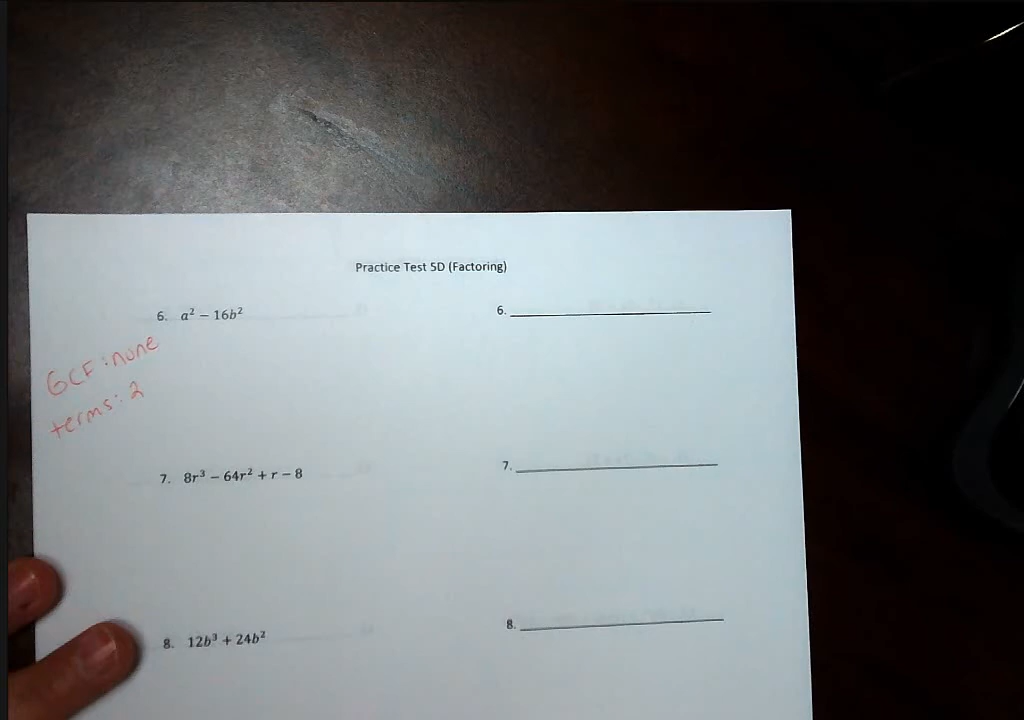 Practice Test 5D (Factoring)
6. a² − 16b²
6.
GCF: none
terms: 2
7. 8r³ − 64r² + r − 8
7.
8. 12b³ + 24b²
8.